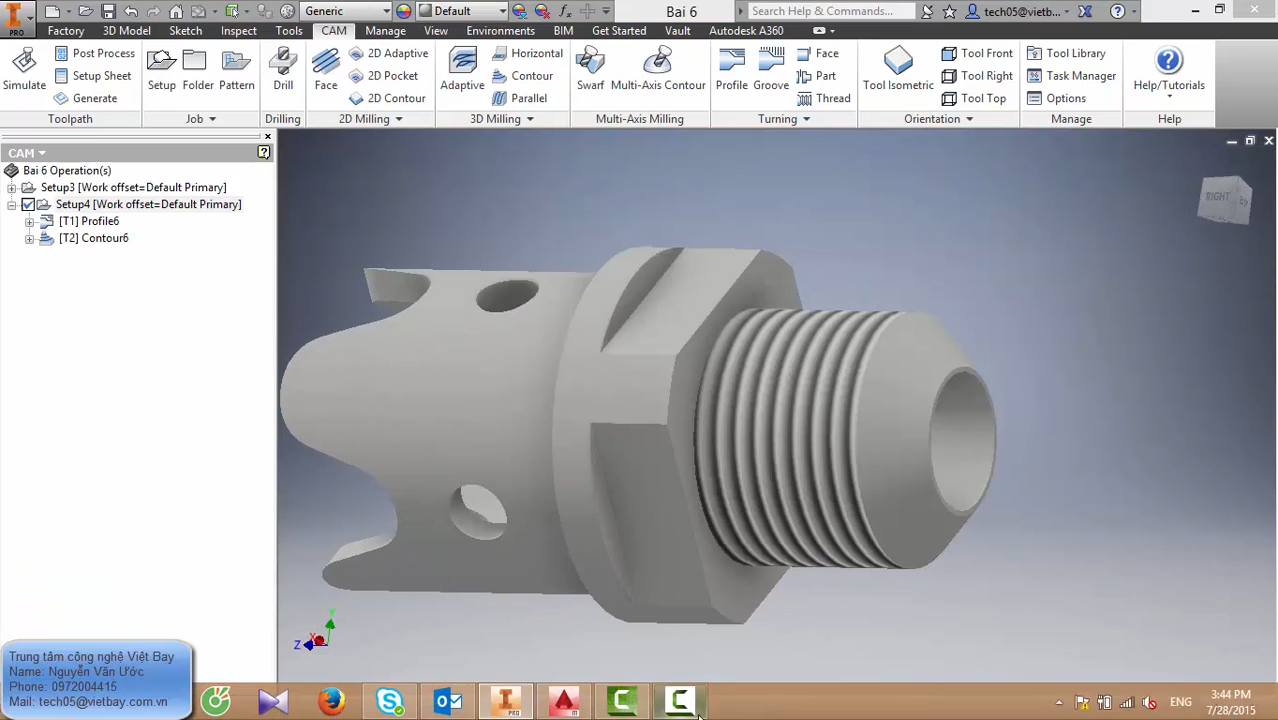 PRO
Generic
Default
Bai 6
Search Help & Commands...
tech05@vietb...
Factory 3D Model Sketch Inspect Tools CAM Manage View Environments BIM Get Started Vault Autodesk A360
Simulate
Post Process
Setup Sheet
Generate
Setup Folder Pattern
Drill
Face
2D Adaptive
2D Pocket
2D Contour
Adaptive
Horizontal
Contour
Parallel
Swarf Multi-Axis Contour
Profile Groove
Face
Part
Thread
Tool Isometric
Tool Front
Tool Right
Tool Top
Tool Library
Task Manager
Options
Help/Tutorials
Toolpath Job Drilling 2D Milling 3D Milling Multi-Axis Milling Turning Orientation Manage Help
CAM
Bai 6 Operation(s)
Setup3 [Work offset=Default Primary]
Setup4 [Work offset=Default Primary]
[T1] Profile6
[T2] Contour6
RIGHT
Y
Z
X
Trung tâm công nghệ Việt Bay
Name: Nguyễn Văn Ước
Phone: 0972004415
Mail: tech05@vietbay.com.vn
PRO
ENG
3:44 PM
7/28/2015